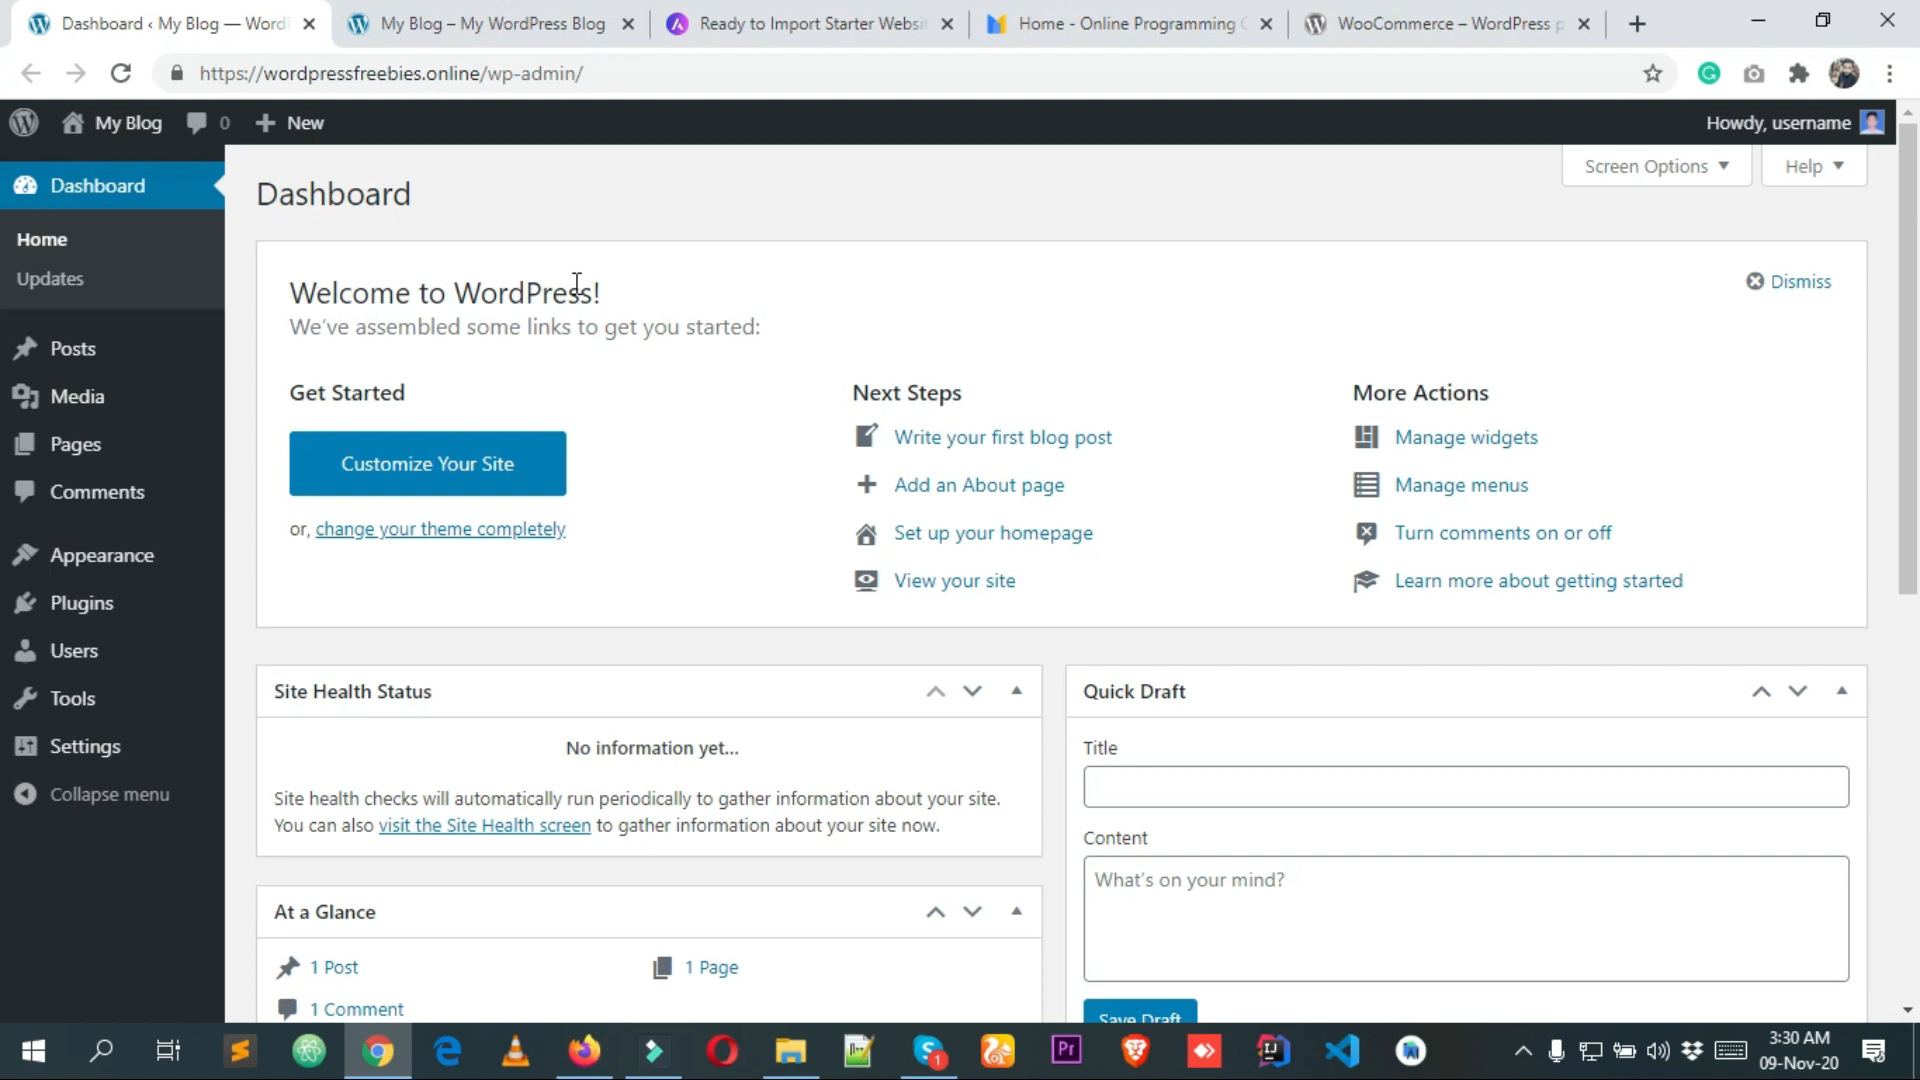 Dashboard ‹ My Blog — Word
My Blog – My WordPress Blog
Ready to Import Starter Websit
Home - Online Programming
WooCommerce – WordPress p
https://wordpressfreebies.online/wp-admin/
My Blog
0
New
Howdy, username
Dashboard
Home
Updates
Posts
Media
Pages
Comments
Appearance
Plugins
Users
Tools
Settings
Collapse menu
Screen Options
Help
Dashboard
Welcome to WordPress!
We've assembled some links to get you started:
Dismiss
Get Started
Customize Your Site
or, change your theme completely
Next Steps
Write your first blog post
Add an About page
Set up your homepage
View your site
More Actions
Manage widgets
Manage menus
Turn comments on or off
Learn more about getting started
Site Health Status
No information yet...
Site health checks will automatically run periodically to gather information about your site.
You can also visit the Site Health screen to gather information about your site now.
At a Glance
1 Post
1 Page
1 Comment
Quick Draft
Title
Content
What's on your mind?
Save Draft
Pr
1
3:30 AM
09-Nov-20